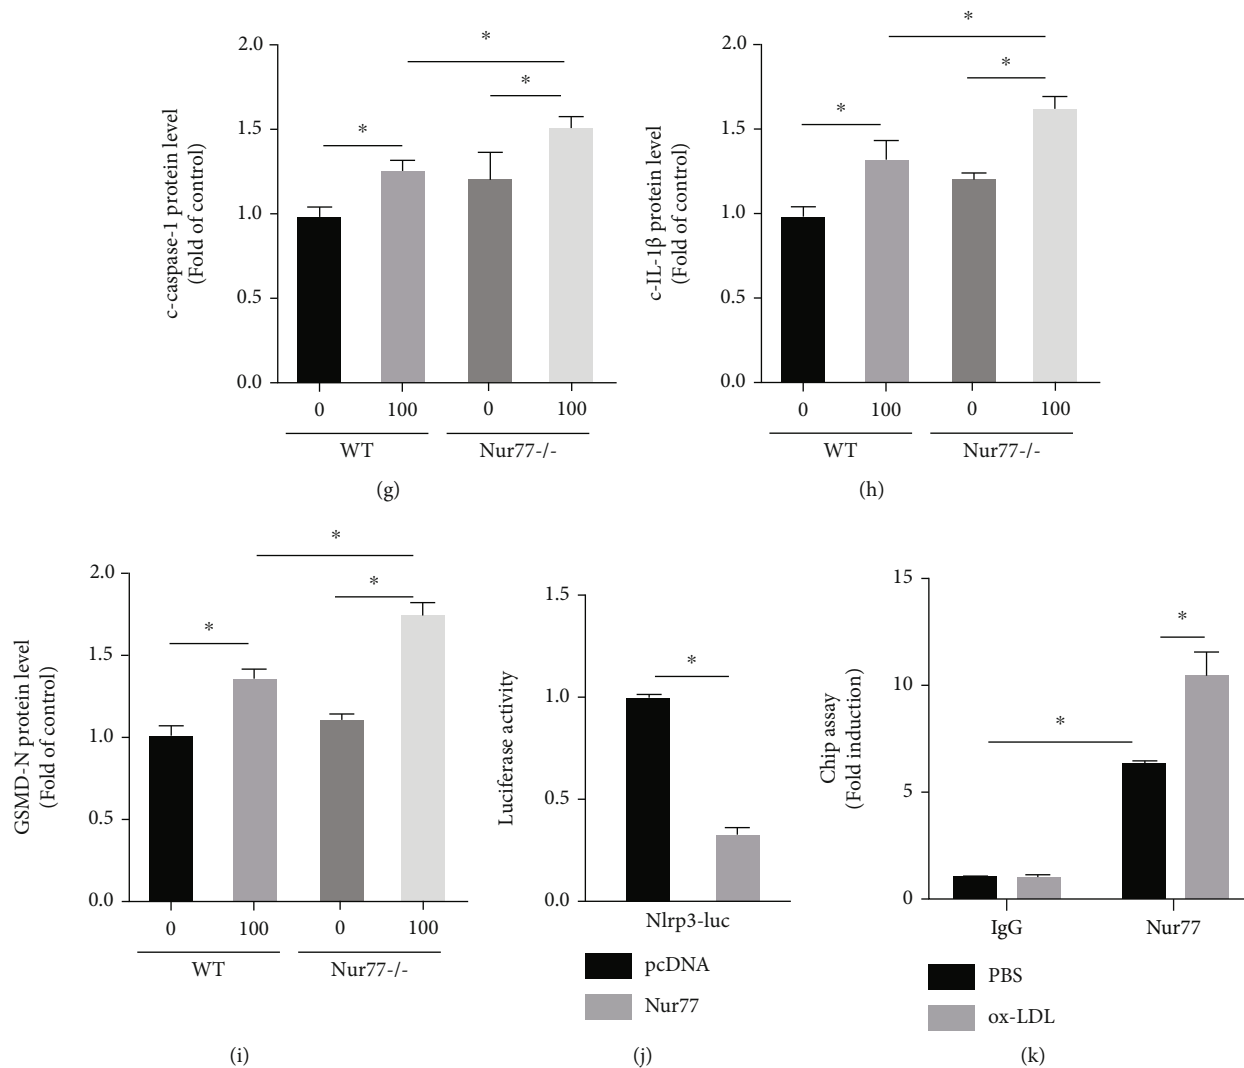 c-caspase-1 protein level
(Fold of control)
2.0
1.5
1.0
0.5
0.0
*
*
*
*
0
100
0
100
WT
Nur77-/-
(g)
c-IL-1β protein level
(Fold of control)
2.0
1.5
1.0
0.5
0.0
*
*
*
*
0
100
0
100
WT
Nur77-/-
(h)
GSMD-N protein level
(Fold of control)
2.0
1.5
1.0
0.5
0.0
*
*
*
0
100
0
100
WT
Nur77-/-
(i)
Luciferase activity
1.5
1.0
0.5
0.0
*
Nlrp3-luc
pcDNA
Nur77
(j)
Chip assay
(Fold induction)
15
10
5
0
*
*
IgG
Nur77
PBS
ox-LDL
(k)